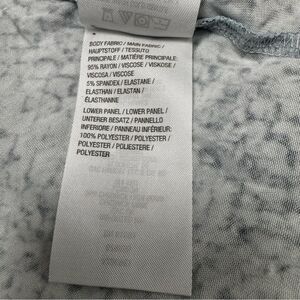 BODY FABRIC / MAIN FABRIC /
HAUPTSTOFF / TESSUTO
PRINCIPALE / MATIÈRE PRINCIPALE:
95% RAYON / VISCOSE / VISKOSE /
VISCOSA / VISCOSE
5% SPANDEX / ELASTANE /
ELASTHAN / ELASTAN /
ÉLASTHANNE
LOWER PANEL / LOWER PANEL /
UNTERER BESATZ / PANNELLO
INFERIORE / PANNEAU INFÉRIEUR:
100% POLYESTER / POLYESTER /
POLYESTER / POLIESTERE /
POLYESTER